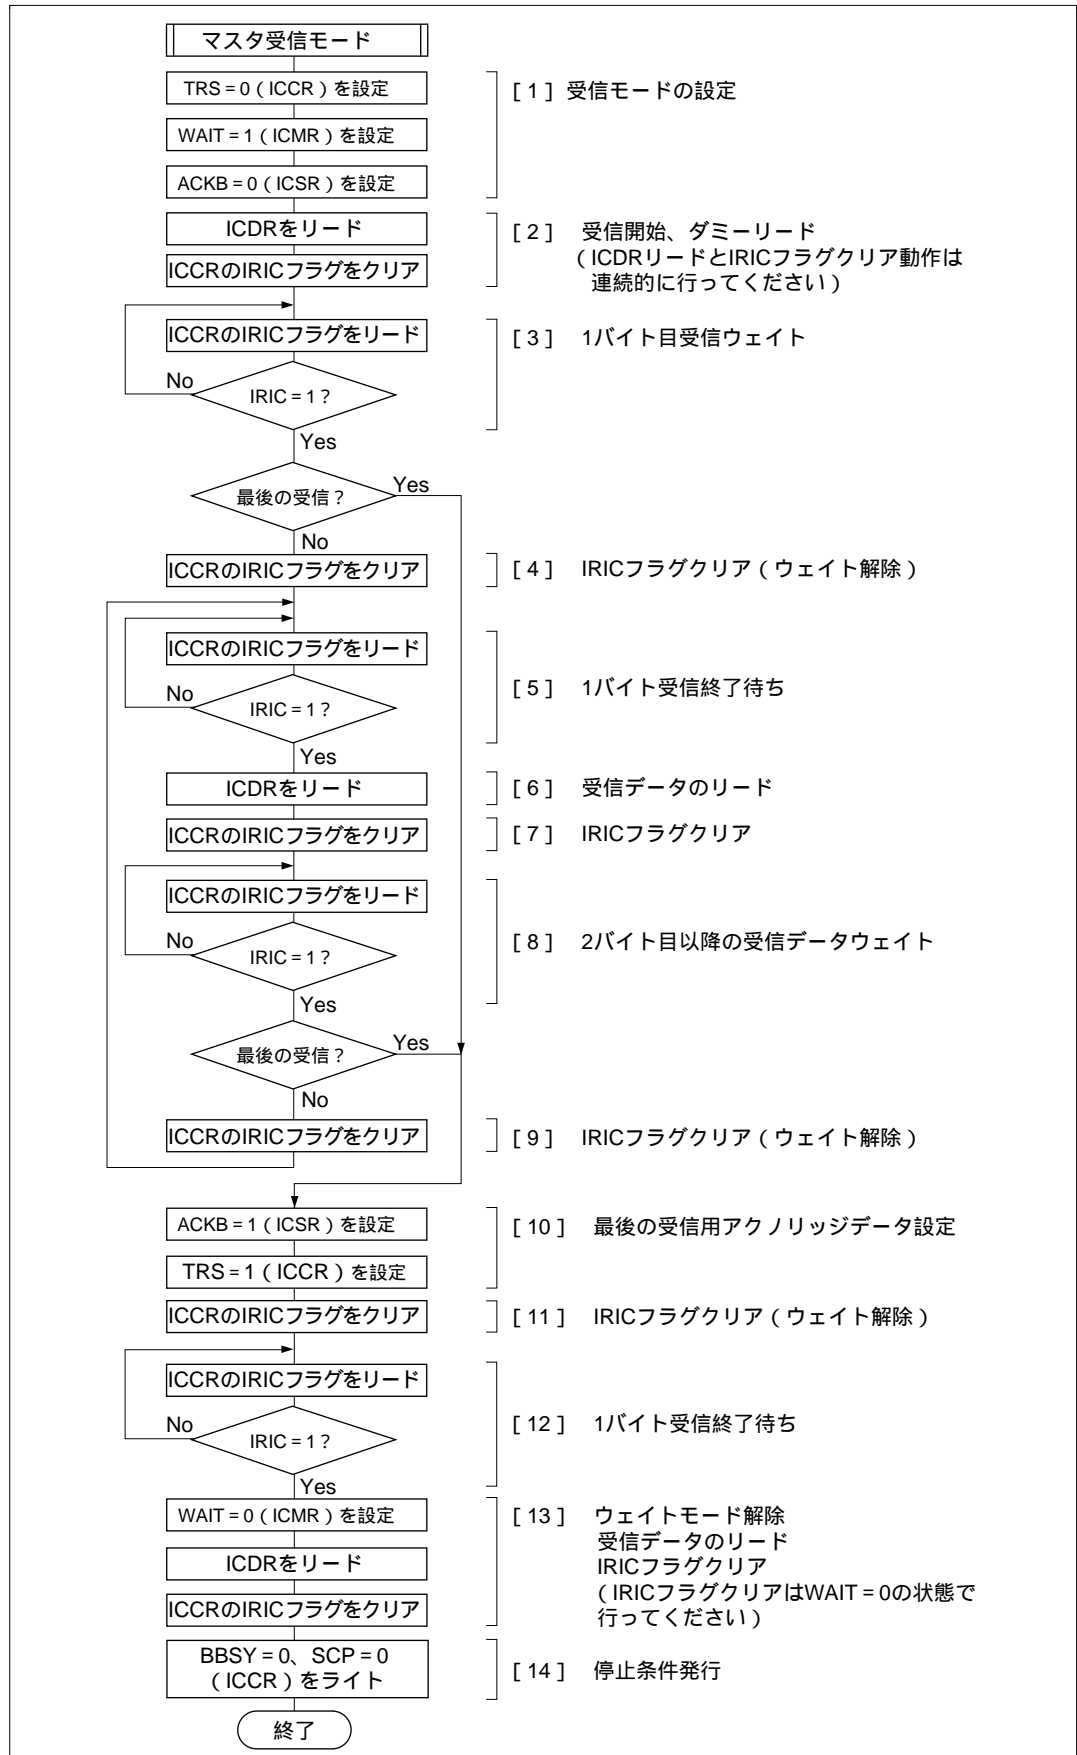 マスタ受信モード
TRS = 0 ( ICCR ) を設定
[ 1 ] 受信モードの設定
WAIT = 1 ( ICMR ) を設定
ACKB = 0 ( ICSR ) を設定
ICDRをリード
[ 2 ] 受信開始、ダミーリード
( ICDRリードとIRICフラグクリア動作は
連続的に行ってください )
ICCRのIRICフラグをクリア
ICCRのIRICフラグをリード
[ 3 ] 1バイト目受信ウェイト
No
IRIC = 1 ?
Yes
最後の受信 ?
Yes
No
ICCRのIRICフラグをクリア
[ 4 ] IRICフラグクリア ( ウェイト解除 )
ICCRのIRICフラグをリード
[ 5 ] 1バイト受信終了待ち
No
IRIC = 1 ?
Yes
ICDRをリード
[ 6 ] 受信データのリード
ICCRのIRICフラグをクリア
[ 7 ] IRICフラグクリア
ICCRのIRICフラグをリード
[ 8 ] 2バイト目以降の受信データウェイト
No
IRIC = 1 ?
Yes
最後の受信 ?
Yes
No
ICCRのIRICフラグをクリア
[ 9 ] IRICフラグクリア ( ウェイト解除 )
ACKB = 1 ( ICSR ) を設定
[ 10 ] 最後の受信用アクノリッジデータ設定
TRS = 1 ( ICCR ) を設定
ICCRのIRICフラグをクリア
[ 11 ] IRICフラグクリア ( ウェイト解除 )
ICCRのIRICフラグをリード
[ 12 ] 1バイト受信終了待ち
No
IRIC = 1 ?
Yes
WAIT = 0 ( ICMR ) を設定
[ 13 ] ウェイトモード解除
受信データのリード
IRICフラグクリア
( IRICフラグクリアはWAIT = 0の状態で
行ってください )
ICDRをリード
ICCRのIRICフラグをクリア
BBSY = 0、SCP = 0
( ICCR ) をライト
[ 14 ] 停止条件発行
終了